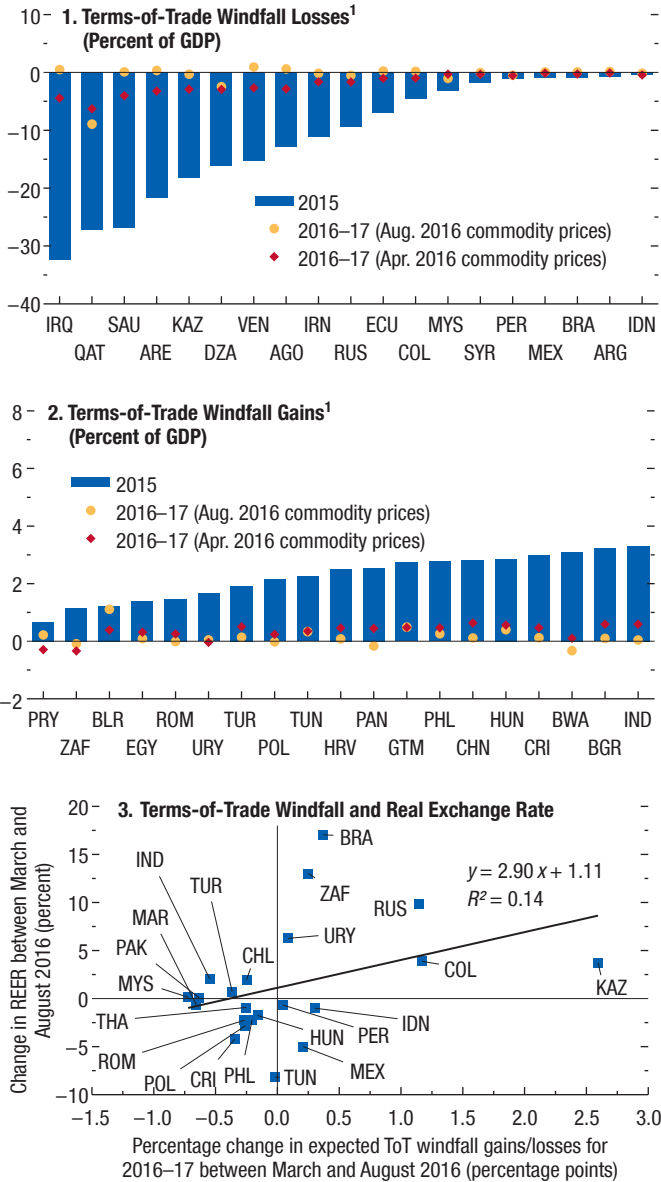 1. Terms-of-Trade Windfall Losses1
(Percent of GDP)
10
0
−10
−20
−30
−40
2015
2016–17 (Aug. 2016 commodity prices)
2016–17 (Apr. 2016 commodity prices)
IRQ SAU KAZ VEN IRN ECU MYS PER BRA IDN
QAT ARE DZA AGO RUS COL SYR MEX ARG
2. Terms-of-Trade Windfall Gains1
(Percent of GDP)
8
6
4
2
0
−2
2015
2016–17 (Aug. 2016 commodity prices)
2016–17 (Apr. 2016 commodity prices)
PRY BLR ROM TUR TUN PAN PHL HUN BWA IND
ZAF EGY URY POL HRV GTM CHN CRI BGR
3. Terms-of-Trade Windfall and Real Exchange Rate
Change in REER between March and
August 2016 (percent)
20
15
10
5
0
−5
−10
BRA
IND
TUR
ZAF
y = 2.90 x + 1.11
R² = 0.14
RUS
MAR
URY
PAK
CHL
COL
MYS
KAZ
THA
IDN
PER
HUN
ROM
MEX
POL
CRI
PHL
TUN
−1.5 −1.0 −0.5 0.0 0.5 1.0 1.5 2.0 2.5 3.0
Percentage change in expected ToT windfall gains/losses for
2016–17 between March and August 2016 (percentage points)